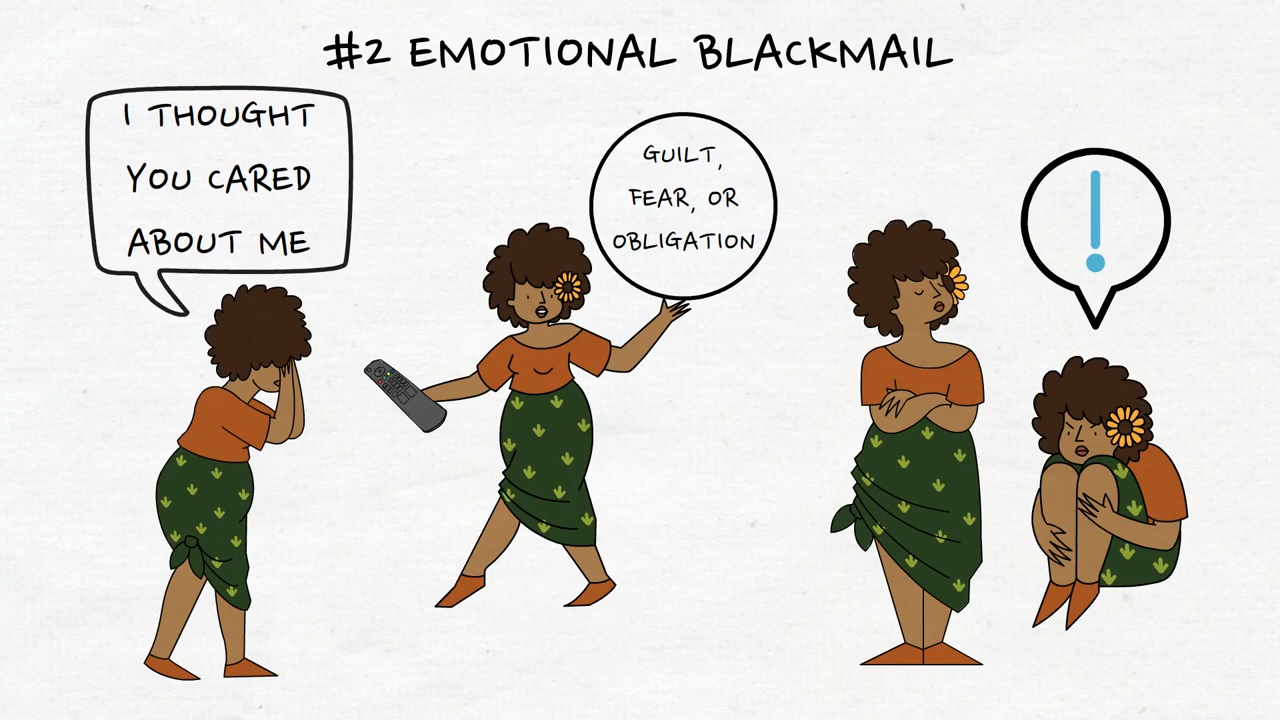 #2 EMOTIONAL BLACKMAIL
I THOUGHT
YOU CARED
ABOUT ME
GUILT,
FEAR, OR
OBLIGATION
!